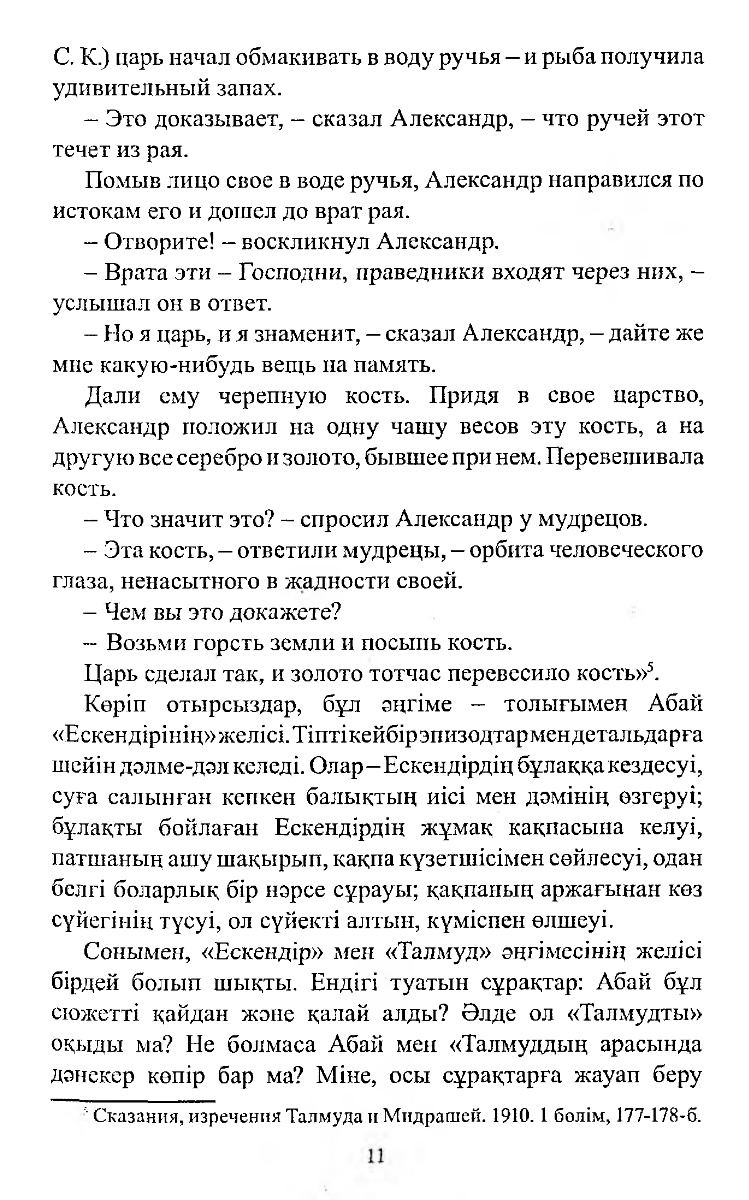 С. К.) царь начал обмакивать в воду ручья – и рыба получила
удивительный запах.
– Это доказывает, – сказал Александр, – что ручей этот
течет из рая.
Помыв лицо свое в воде ручья, Александр направился по
истокам его и дошел до врат рая.
– Отворите! – воскликнул Александр.
– Врата эти – Господни, праведники входят через них, –
услышал он в ответ.
– Но я царь, и я знаменит, – сказал Александр, – дайте же
мне какую-нибудь вещь на память.
Дали ему черепную кость. Придя в свое царство,
Александр положил на одну чашу весов эту кость, а на
другую все серебро и золото, бывшее при нем. Перевешивала
кость.
– Что значит это? – спросил Александр у мудрецов.
– Эта кость, – ответили мудрецы, – орбита человеческого
глаза, ненасытного в жадности своей.
– Чем вы это докажете?
– Возьми горсть земли и посыпь кость.
Царь сделал так, и золото тотчас перевесило кость»⁵.
Көріп отырсыздар, бұл әңгіме – толығымен Абай
«Ескендірінің» желісі. Тіпті кейбір эпизодтар мен детальдарға
шейін дәлме-дәл келеді. Олар – Ескендірдің бұлаққа кездесуі,
суға салынған кепкен балықтың иісі мен дәмінің өзгеруі;
бұлақты бойлаған Ескендірдің жұмақ қақпасына келуі,
патшаның ашу шақырып, қақпа күзетшісімен сөйлесуі, одан
белгі боларлық бір нәрсе сұрауы; қақпаның аржағынан көз
сүйегінің түсуі, ол сүйекті алтын, күміспен өлшеуі.
Сонымен, «Ескендір» мен «Талмуд» әңгімесінің желісі
бірдей болып шықты. Ендігі туатын сұрақтар: Абай бұл
сюжетті қайдан және қалай алды? Әлде ол «Талмудты»
оқыды ма? Не болмаса Абай мен «Талмуддың арасында
дәнекер көпір бар ма? Міне, осы сұрақтарға жауап беру
⁵ Сказания, изречения Талмуда и Мидрашей. 1910. 1 болім, 177-178-б.
11